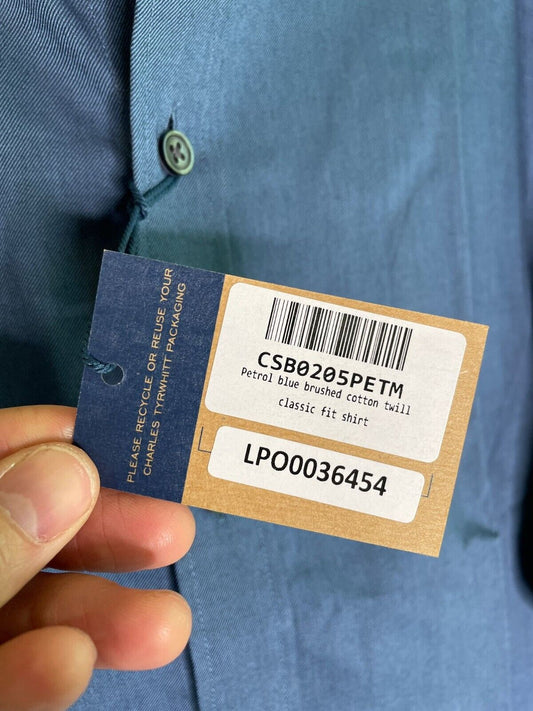 PLEASE RECYCLE OR REUSE YOUR
CHARLES TYRWHITT PACKAGING
CSB0205PETM
Petrol blue brushed cotton twill
classic fit shirt
LPO0036454